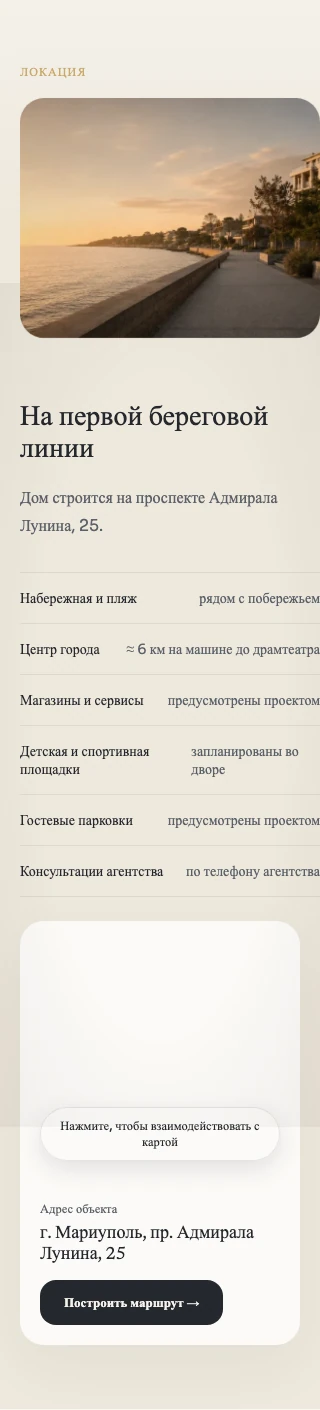 ЛОКАЦИЯ
На первой береговой
линии
Дом строится на проспекте Адмирала
Лунина, 25.
Набережная и пляж рядом с побережьем
Центр города ≈ 6 км на машине до драмтеатра
Магазины и сервисы предусмотрены проектом
Детская и спортивная площадки запланированы во дворе
Гостевые парковки предусмотрены проектом
Консультации агентства по телефону агентства
Нажмите, чтобы взаимодействовать с
картой
Адрес объекта
г. Мариуполь, пр. Адмирала
Лунина, 25
Построить маршрут →